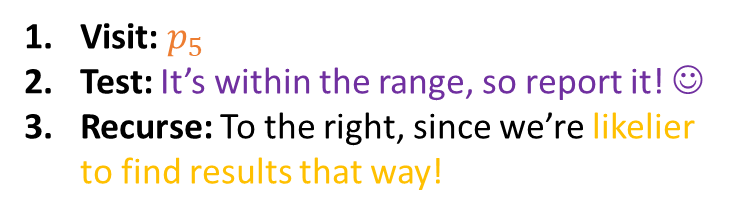 1. Visit: p₅
2. Test: It's within the range, so report it! ☺
3. Recurse: To the right, since we're likelier
to find results that way!